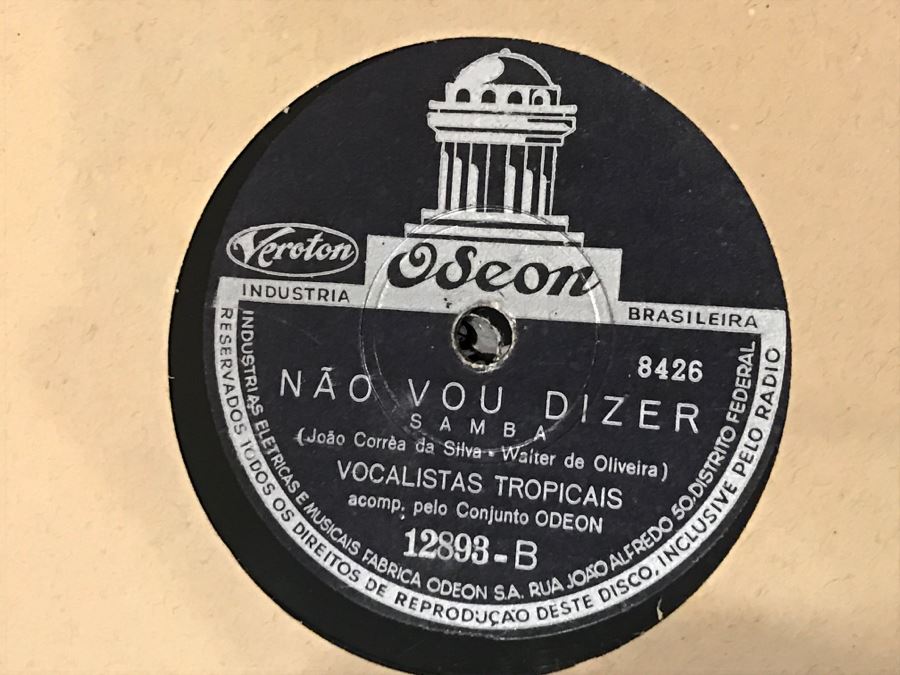 Veroton
Odeon
INDUSTRIA BRASILEIRA
8426
NÃO VOU DIZER
SAMBA
(João Corrêa da Silva - Walter de Oliveira)
VOCALISTAS TROPICAIS
acomp. pelo Conjunto ODEON
12893-B
INDUSTRIAS ELETRICAS E MUSICAIS FABRICA ODEON S.A. RUA JOÃO ALFREDO 50, DISTRITO FEDERAL
RESERVADOS TODOS OS DIREITOS DE REPRODUÇAO DESTE DISCO, INCLUSIVE PELO RADIO